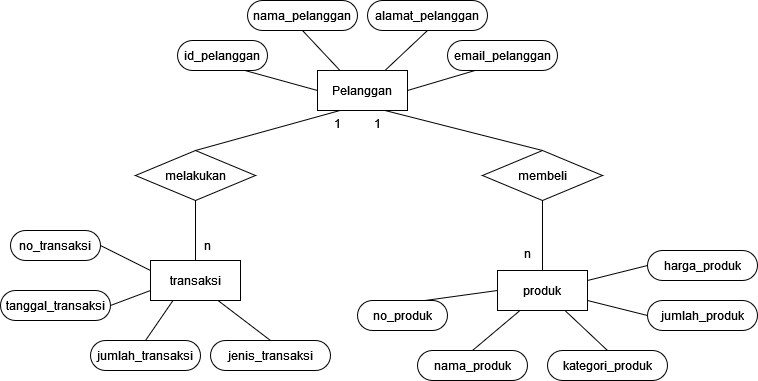 nama_pelanggan
alamat_pelanggan
id_pelanggan
email_pelanggan
Pelanggan
1
1
melakukan
membeli
n
n
no_transaksi
transaksi
tanggal_transaksi
jumlah_transaksi
jenis_transaksi
harga_produk
produk
no_produk
jumlah_produk
nama_produk
kategori_produk